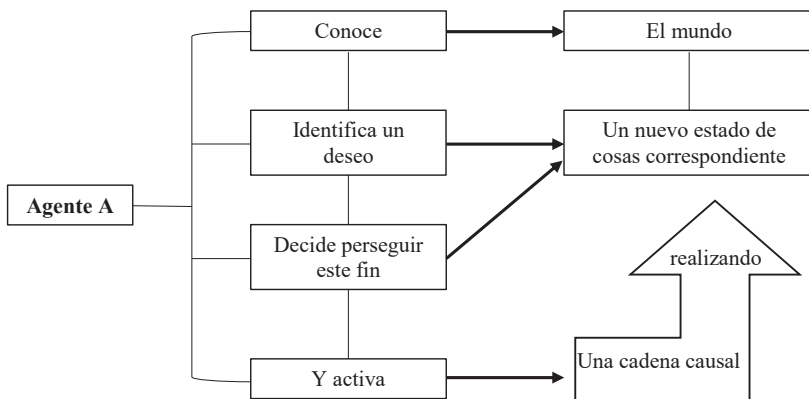 Conoce
El mundo
Identifica un
deseo
Un nuevo estado de
cosas correspondiente
Agente A
Decide perseguir
este fin
realizando
Una cadena causal
Y activa